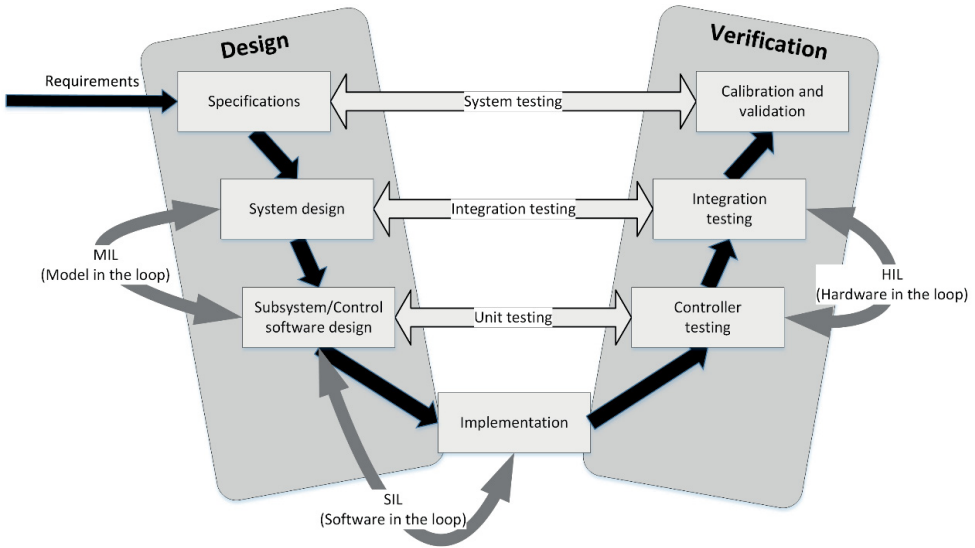 Design
Verification
Requirements
Specifications
System testing
Calibration and
validation
System design
Integration testing
Integration
testing
MIL
(Model in the loop)
HIL
(Hardware in the loop)
Subsystem/Control
software design
Unit testing
Controller
testing
Implementation
SIL
(Software in the loop)